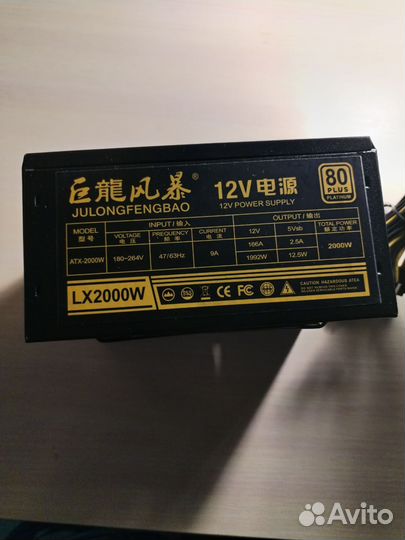 巨龍风暴®
JULONGFENGBAO
12V电源
12V POWER SUPPLY
80
PLUS
PLATINUM
MODEL 型号 INPUT / 输入 OUTPUT / 输出 TOTAL POWER 额定功率
VOLTAGE 电压 PREQUENCY 频率 CURRENT 电流 12V 5Vsb
ATX-2000W 180-264V 47/63Hz 9A 166A 2.5A 2000W
1992W 12.5W
LX2000W
CE
CAUTION HAZARDOUS ATEA
Avito